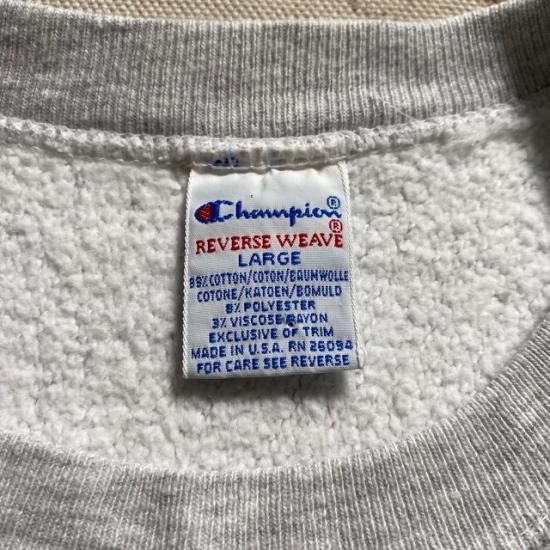 Champion®
REVERSE WEAVE®
LARGE
89% COTTON/COTON/BAUMWOLLE
COTONE/KATOEN/BOMULD
8% POLYESTER
3% VISCOSE RAYON
EXCLUSIVE OF TRIM
MADE IN U.S.A. RN 26094
FOR CARE SEE REVERSE